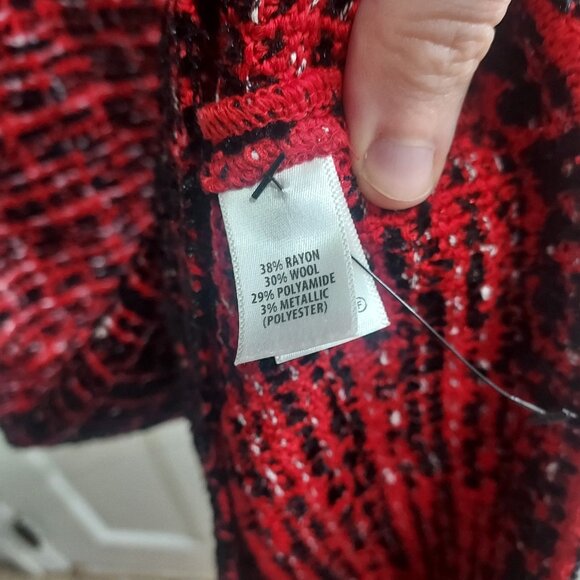 38% RAYON
30% WOOL
29% POLYAMIDE
3% METALLIC
(POLYESTER)